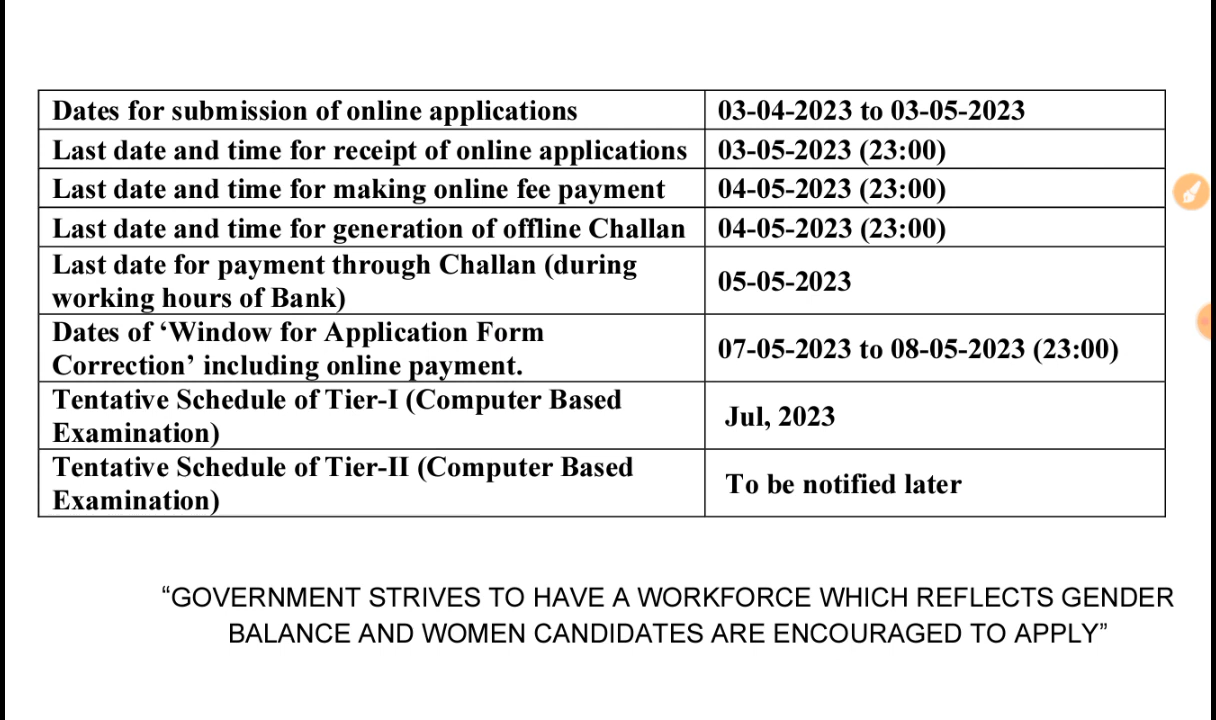 Dates for submission of online applications 03-04-2023 to 03-05-2023
Last date and time for receipt of online applications 03-05-2023 (23:00)
Last date and time for making online fee payment 04-05-2023 (23:00)
Last date and time for generation of offline Challan 04-05-2023 (23:00)
Last date for payment through Challan (during
working hours of Bank)
05-05-2023
Dates of ‘Window for Application Form
Correction’ including online payment.
07-05-2023 to 08-05-2023 (23:00)
Tentative Schedule of Tier-I (Computer Based
Examination)
Jul, 2023
Tentative Schedule of Tier-II (Computer Based
Examination)
To be notified later
“GOVERNMENT STRIVES TO HAVE A WORKFORCE WHICH REFLECTS GENDER
BALANCE AND WOMEN CANDIDATES ARE ENCOURAGED TO APPLY”